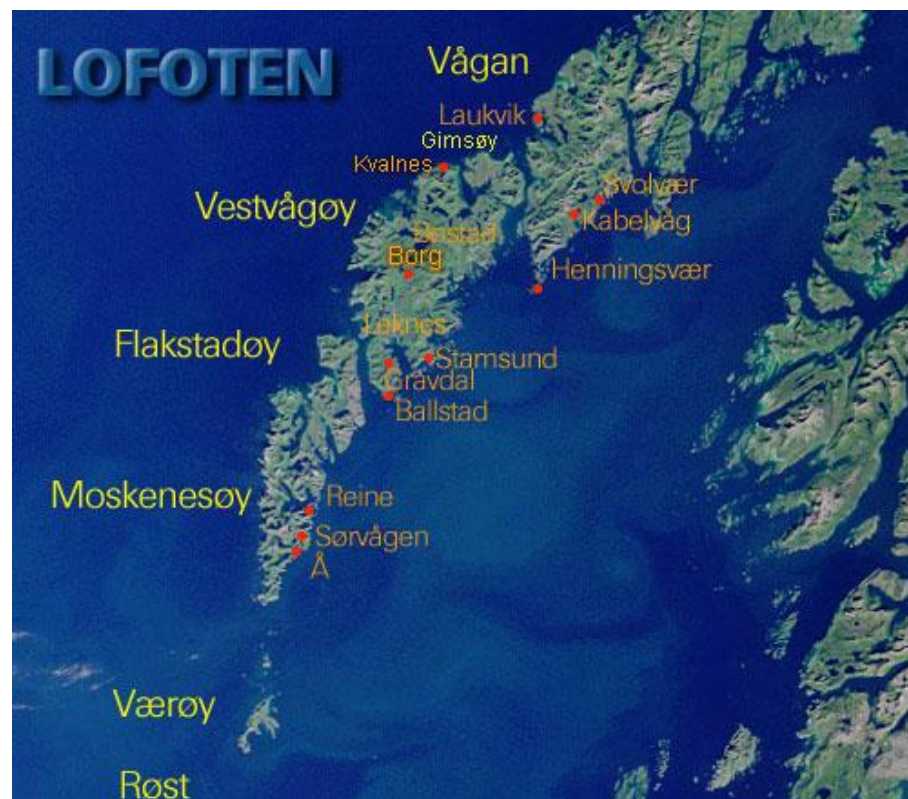 LOFOTEN
Vågan
Laukvik
Gimsøy
Kvalnes
Svolvær
Vestvågøy
Kabelvåg
Bøstad
Borg
Henningsvær
Leknes
Flakstadøy
Stamsund
Gravdal
Ballstad
Moskenesøy
Reine
Sørvågen
Å
Værøy
Røst